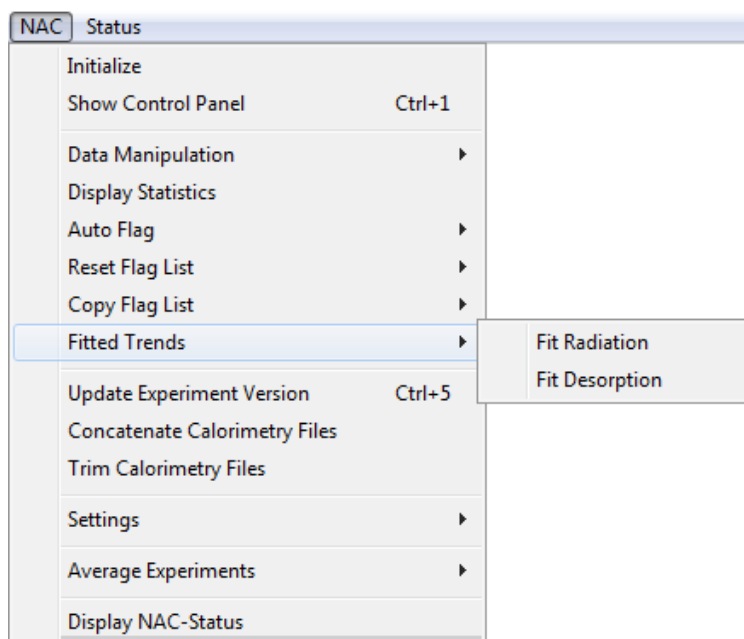 NAC Status
Initialize
Show Control Panel Ctrl+1
Data Manipulation
Display Statistics
Auto Flag
Reset Flag List
Copy Flag List
Fitted Trends Fit Radiation
Fit Desorption
Update Experiment Version Ctrl+5
Concatenate Calorimetry Files
Trim Calorimetry Files
Settings
Average Experiments
Display NAC-Status